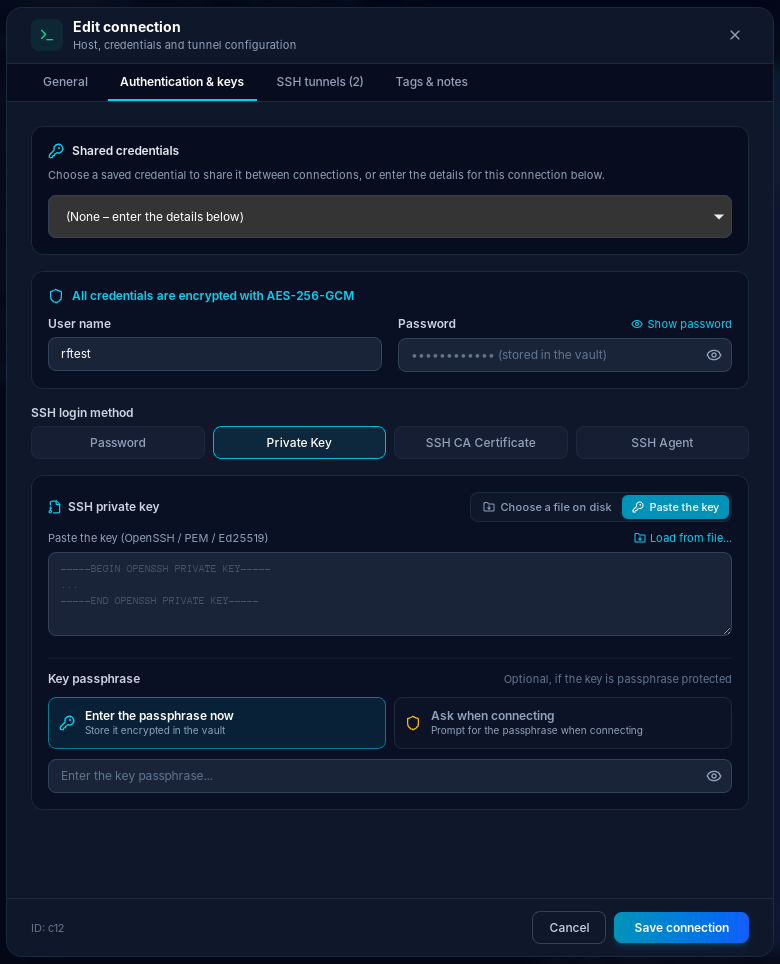 Edit connection
Host, credentials and tunnel configuration
General
Authentication & keys
SSH tunnels (2)
Tags & notes
Shared credentials
Choose a saved credential to share it between connections, or enter the details for this connection below.
(None – enter the details below)
All credentials are encrypted with AES-256-GCM
User name
Password
Show password
rftest
•••••••••••• (stored in the vault)
SSH login method
Password
Private Key
SSH CA Certificate
SSH Agent
SSH private key
Choose a file on disk
Paste the key
Paste the key (OpenSSH / PEM / Ed25519)
Load from file...
-----BEGIN OPENSSH PRIVATE KEY-----
...
-----END OPENSSH PRIVATE KEY-----
Key passphrase
Optional, if the key is passphrase protected
Enter the passphrase now
Store it encrypted in the vault
Ask when connecting
Prompt for the passphrase when connecting
Enter the key passphrase...
ID: c12
Cancel
Save connection